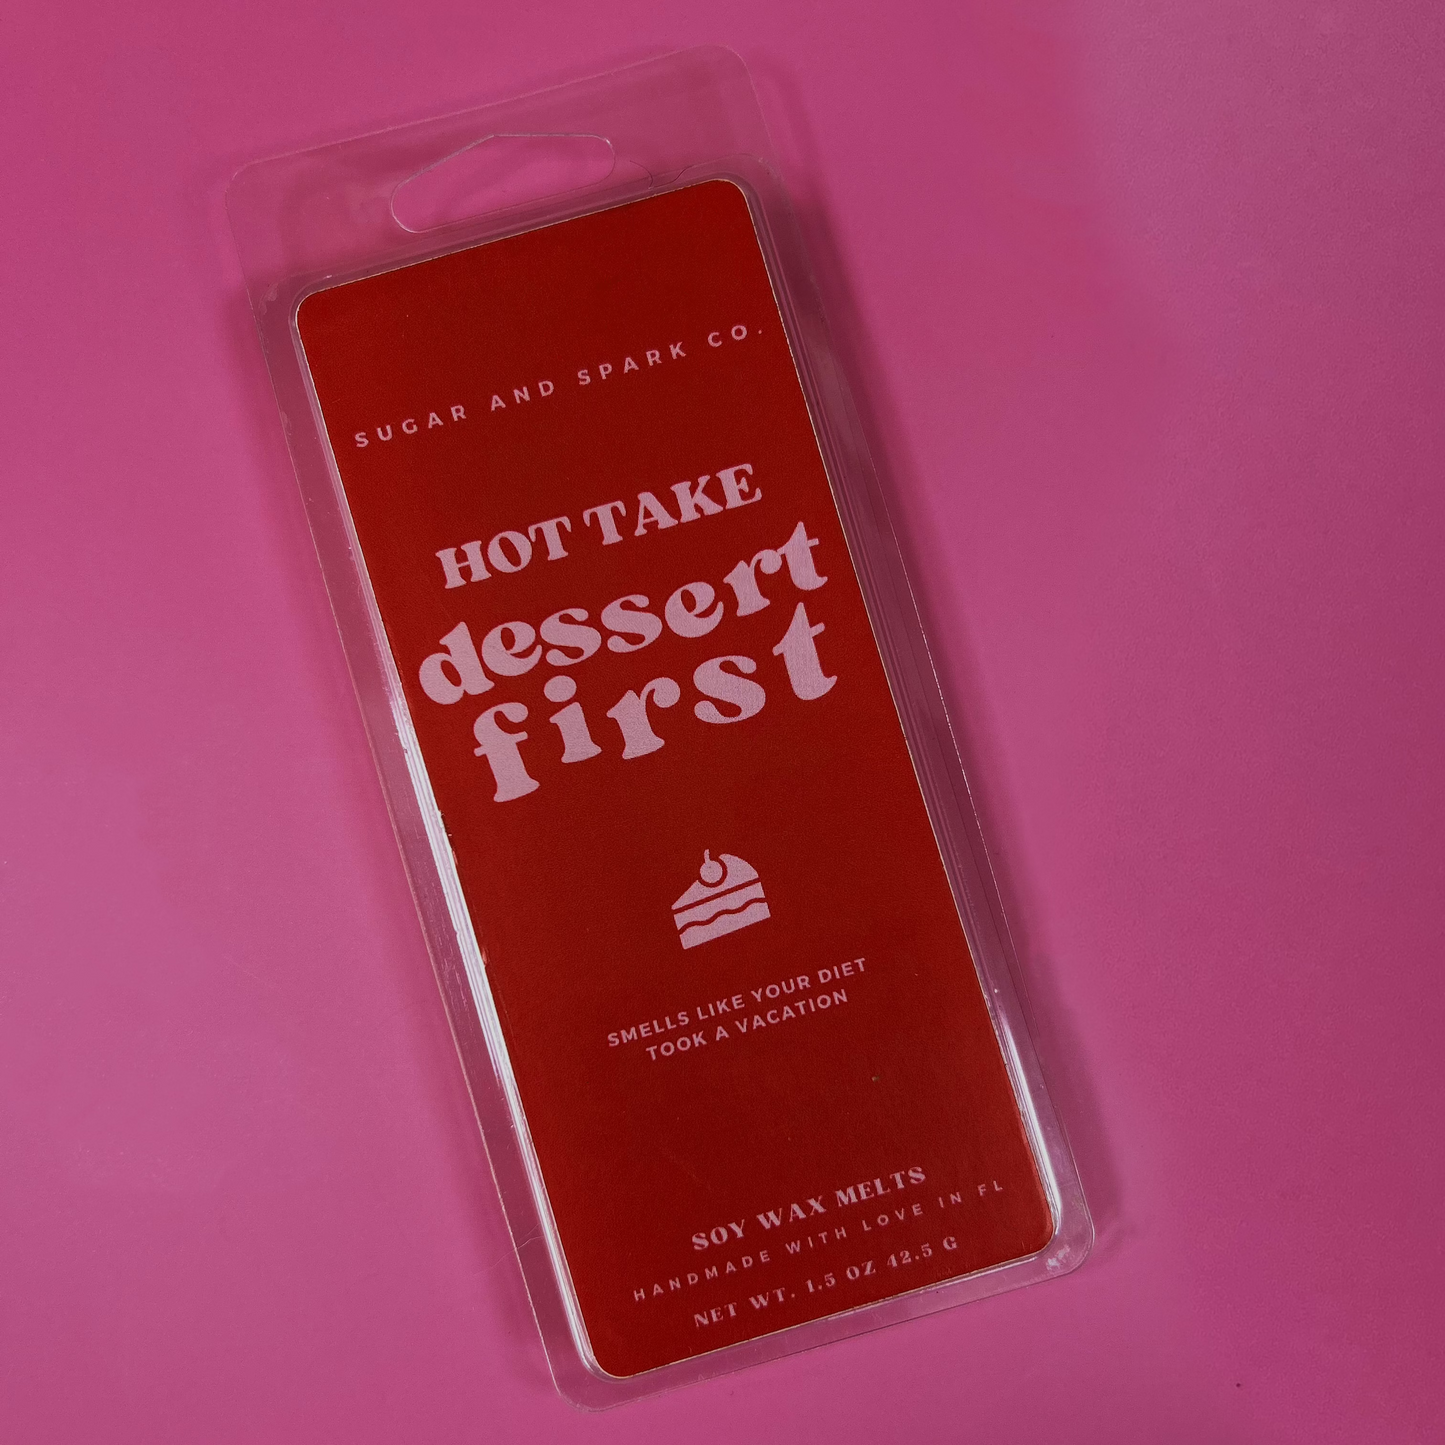 SUGAR AND SPARK CO.
HOT TAKE
dessert
first
SMELLS LIKE YOUR DIET
TOOK A VACATION
SOY WAX MELTS
HANDMADE WITH LOVE IN FL
NET WT. 1.5 OZ 42.5 G